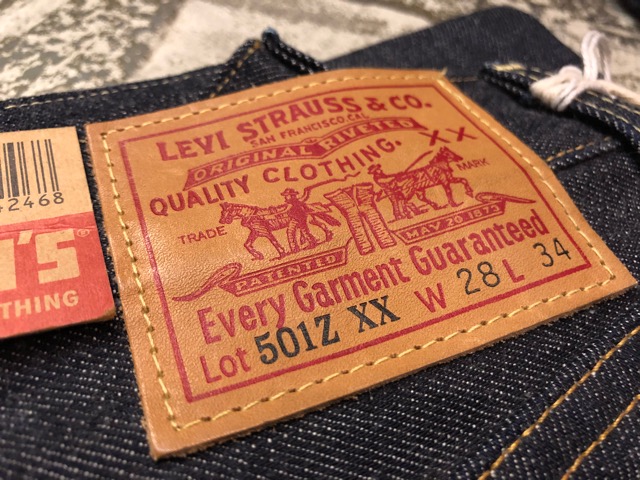 LEVI STRAUSS & CO.
SAN FRANCISCO.CAL.
ORIGINAL RIVETED
QUALITY CLOTHING.
XX
TRADE MARK
PATENTED MAY 20 1873
Every Garment Guaranteed
Lot 501Z XX W 28 L 34
2468
'S®
THING